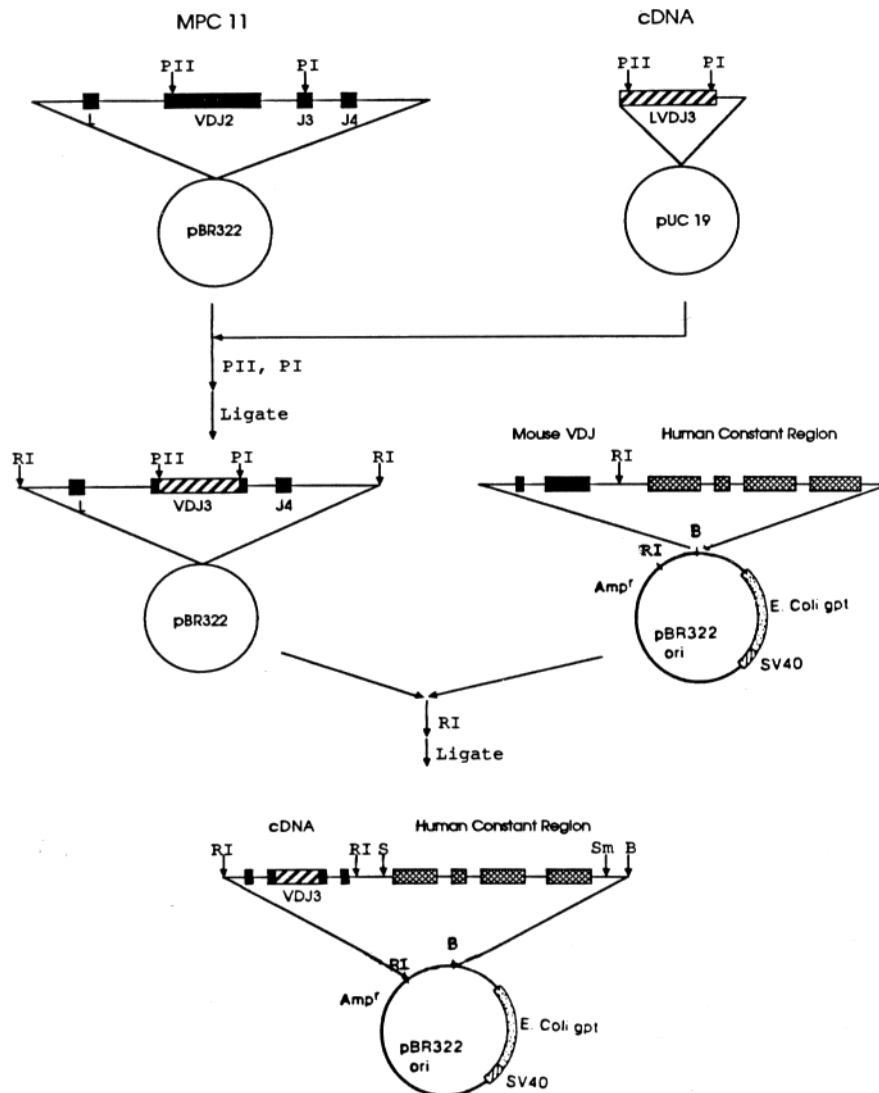 MPC 11
cDNA
PII
PI
PII
PI
L
VDJ2
J3
J4
LVDJ3
pBR322
pUC 19
PII, PI
Ligate
Mouse VDJ
Human Constant Region
RI
PII
PI
RI
RI
L
VDJ3
J4
B
RI
Ampr
E. Coli gpt
pBR322
pBR322
ori
SV40
RI
Ligate
cDNA
Human Constant Region
RI
RI
S
Sm
B
VDJ3
B
RI
Ampr
E. Coli gpt
pBR322
ori
SV40